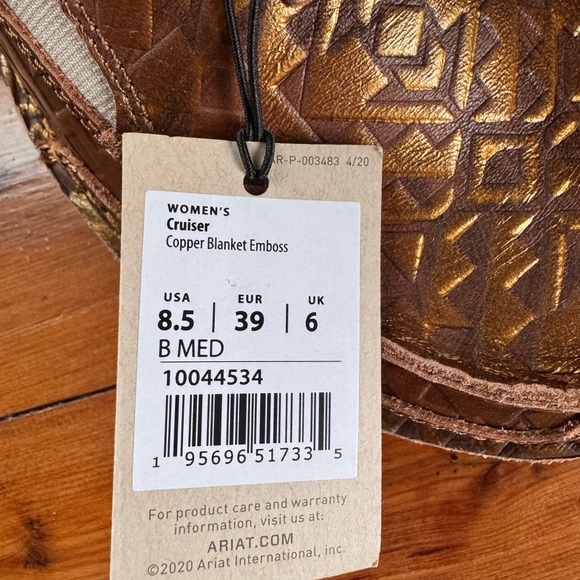 AR-P-003483 4/20
WOMEN'S
Cruiser
Copper Blanket Emboss
USA EUR UK
8.5 | 39 | 6
B MED
10044534
1 95696 51733 5
For product care and warranty
information, visit us at:
ARIAT.COM
©2020 Ariat International, inc.